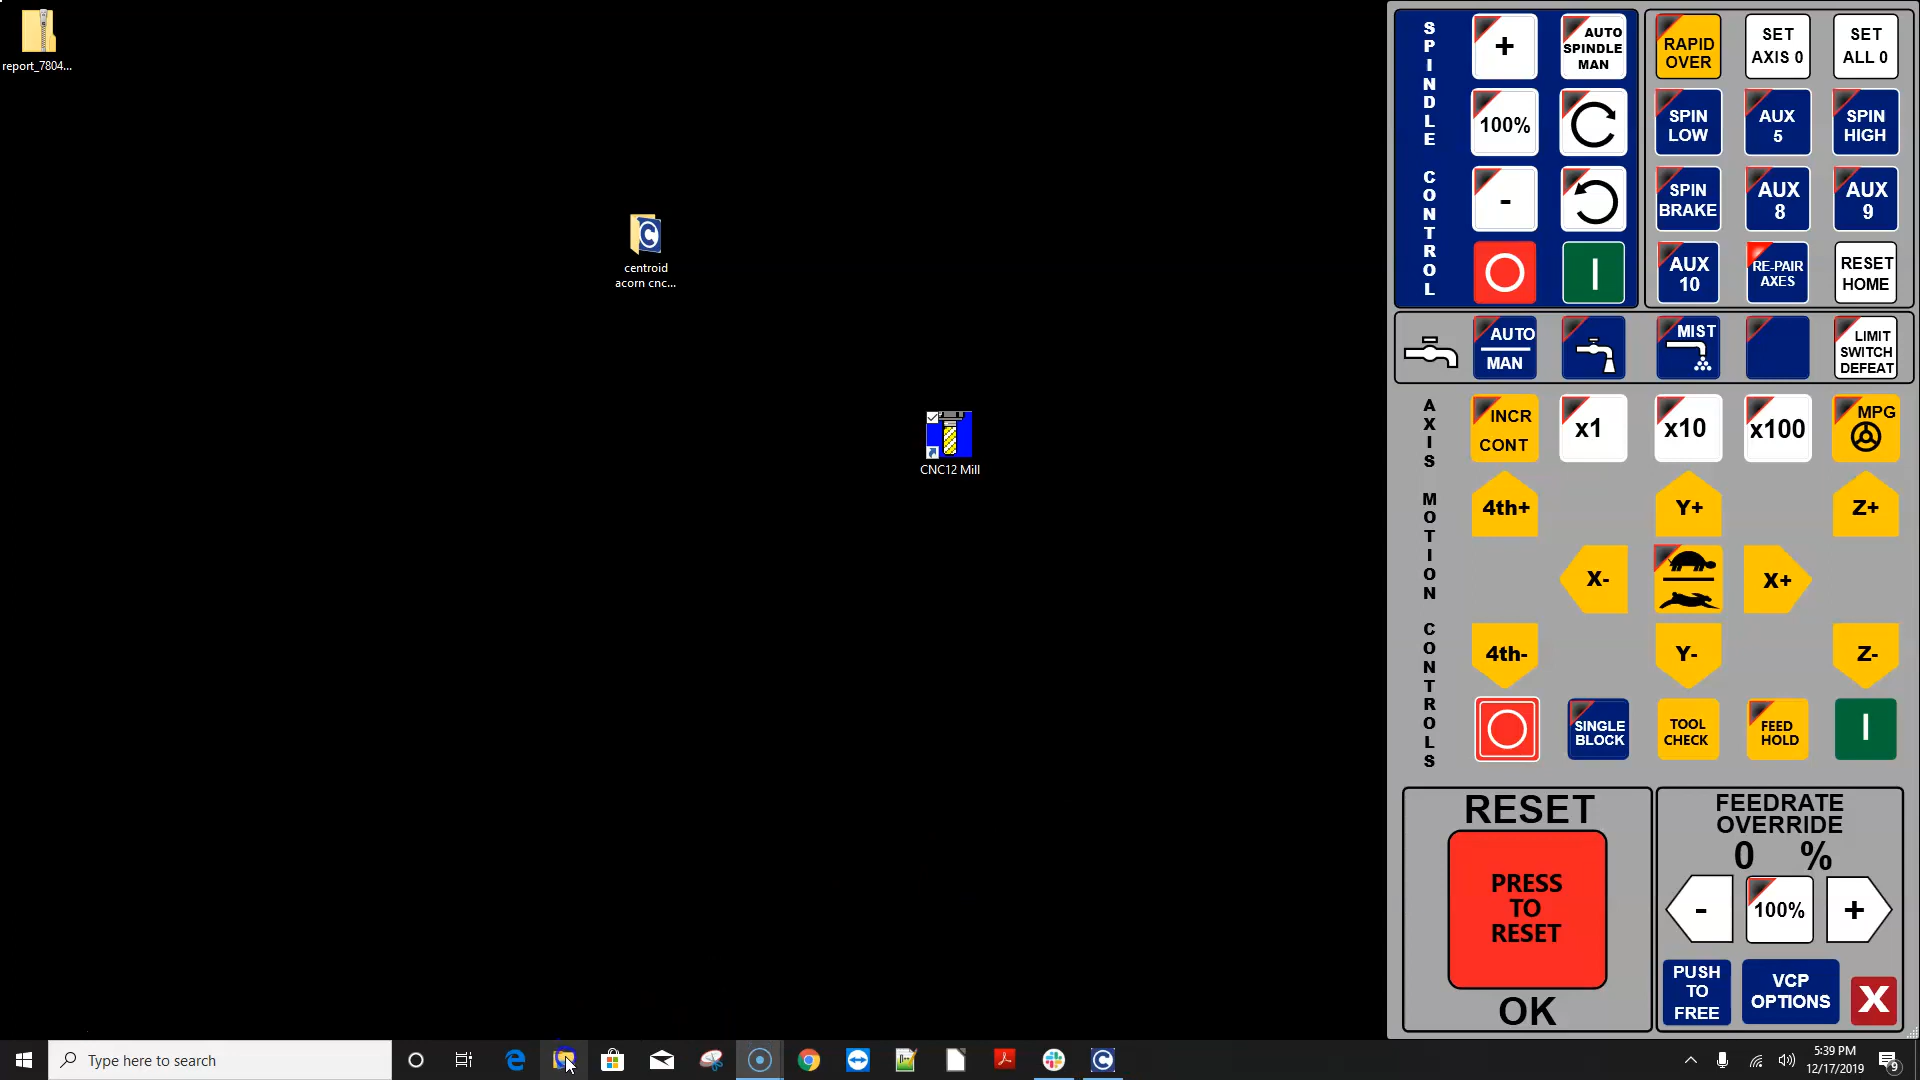 report_7804...
centroid
acorn cnc...
CNC12 Mill
SPINDLE CONTROL
+
AUTO
SPINDLE
MAN
100%
-
RAPID
OVER
SET
AXIS 0
SET
ALL 0
SPIN
LOW
AUX
5
SPIN
HIGH
SPIN
BRAKE
AUX
8
AUX
9
AUX
10
RE-PAIR
AXES
RESET
HOME
AUTO
MAN
MIST
LIMIT
SWITCH
DEFEAT
AXIS MOTION CONTROLS
INCR
CONT
x1
x10
x100
MPG
4th+
Y+
Z+
X-
X+
4th-
Y-
Z-
SINGLE
BLOCK
TOOL
CHECK
FEED
HOLD
RESET
PRESS
TO
RESET
OK
FEEDRATE
OVERRIDE
0 %
-
100%
+
PUSH
TO
FREE
VCP
OPTIONS
X
Type here to search
5:39 PM
12/17/2019
9